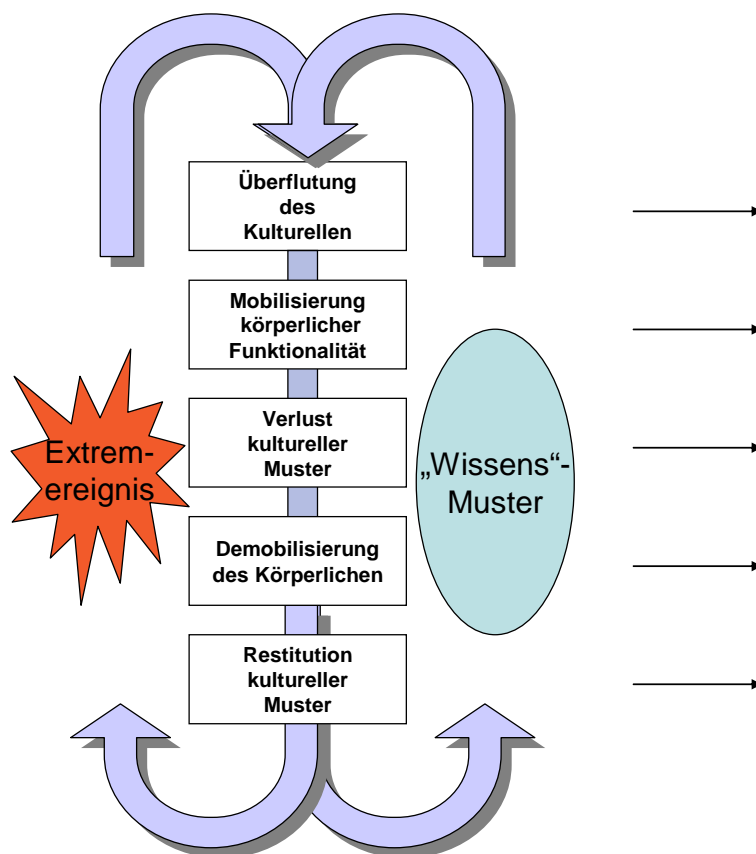 Überflutung
des
Kulturellen
Mobilisierung
körperlicher
Funktionalität
Extrem-
ereignis
Verlust
kultureller
Muster
„Wissens“-
Muster
Demobilisierung
des Körperlichen
Restitution
kultureller
Muster